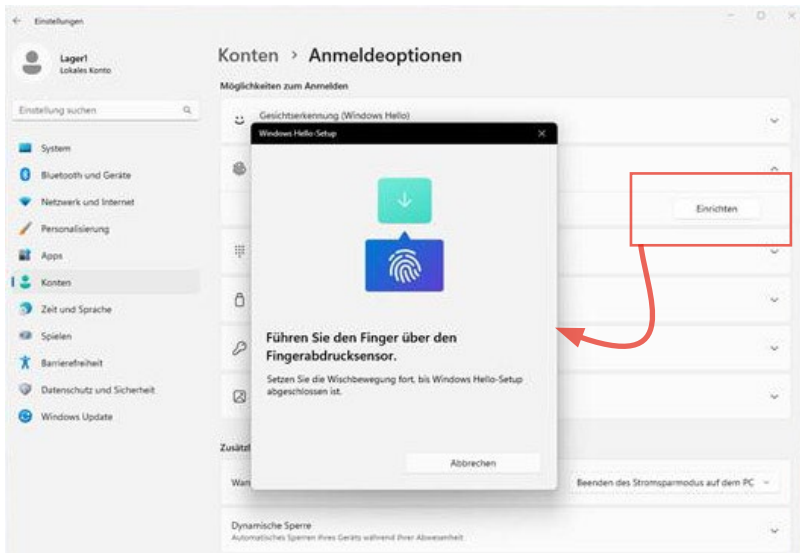 Einstellungen
Lager1
Lokales Konto
Einstellung suchen
System
Bluetooth und Geräte
Netzwerk und Internet
Personalisierung
Apps
Konten
Zeit und Sprache
Spielen
Barrierefreiheit
Datenschutz und Sicherheit
Windows Update
Konten > Anmeldeoptionen
Möglichkeiten zum Anmelden
Gesichtserkennung (Windows Hello)
Windows Hello-Setup
Einrichten
Führen Sie den Finger über den
Fingerabdrucksensor.
Setzen Sie die Wischbewegung fort, bis Windows Hello-Setup
abgeschlossen ist.
Abbrechen
Zusätzl
Wan
Beenden des Stromsparmodus auf dem PC
Dynamische Sperre
Automatisches Sperren Ihres Geräts während Ihrer Abwesenheit